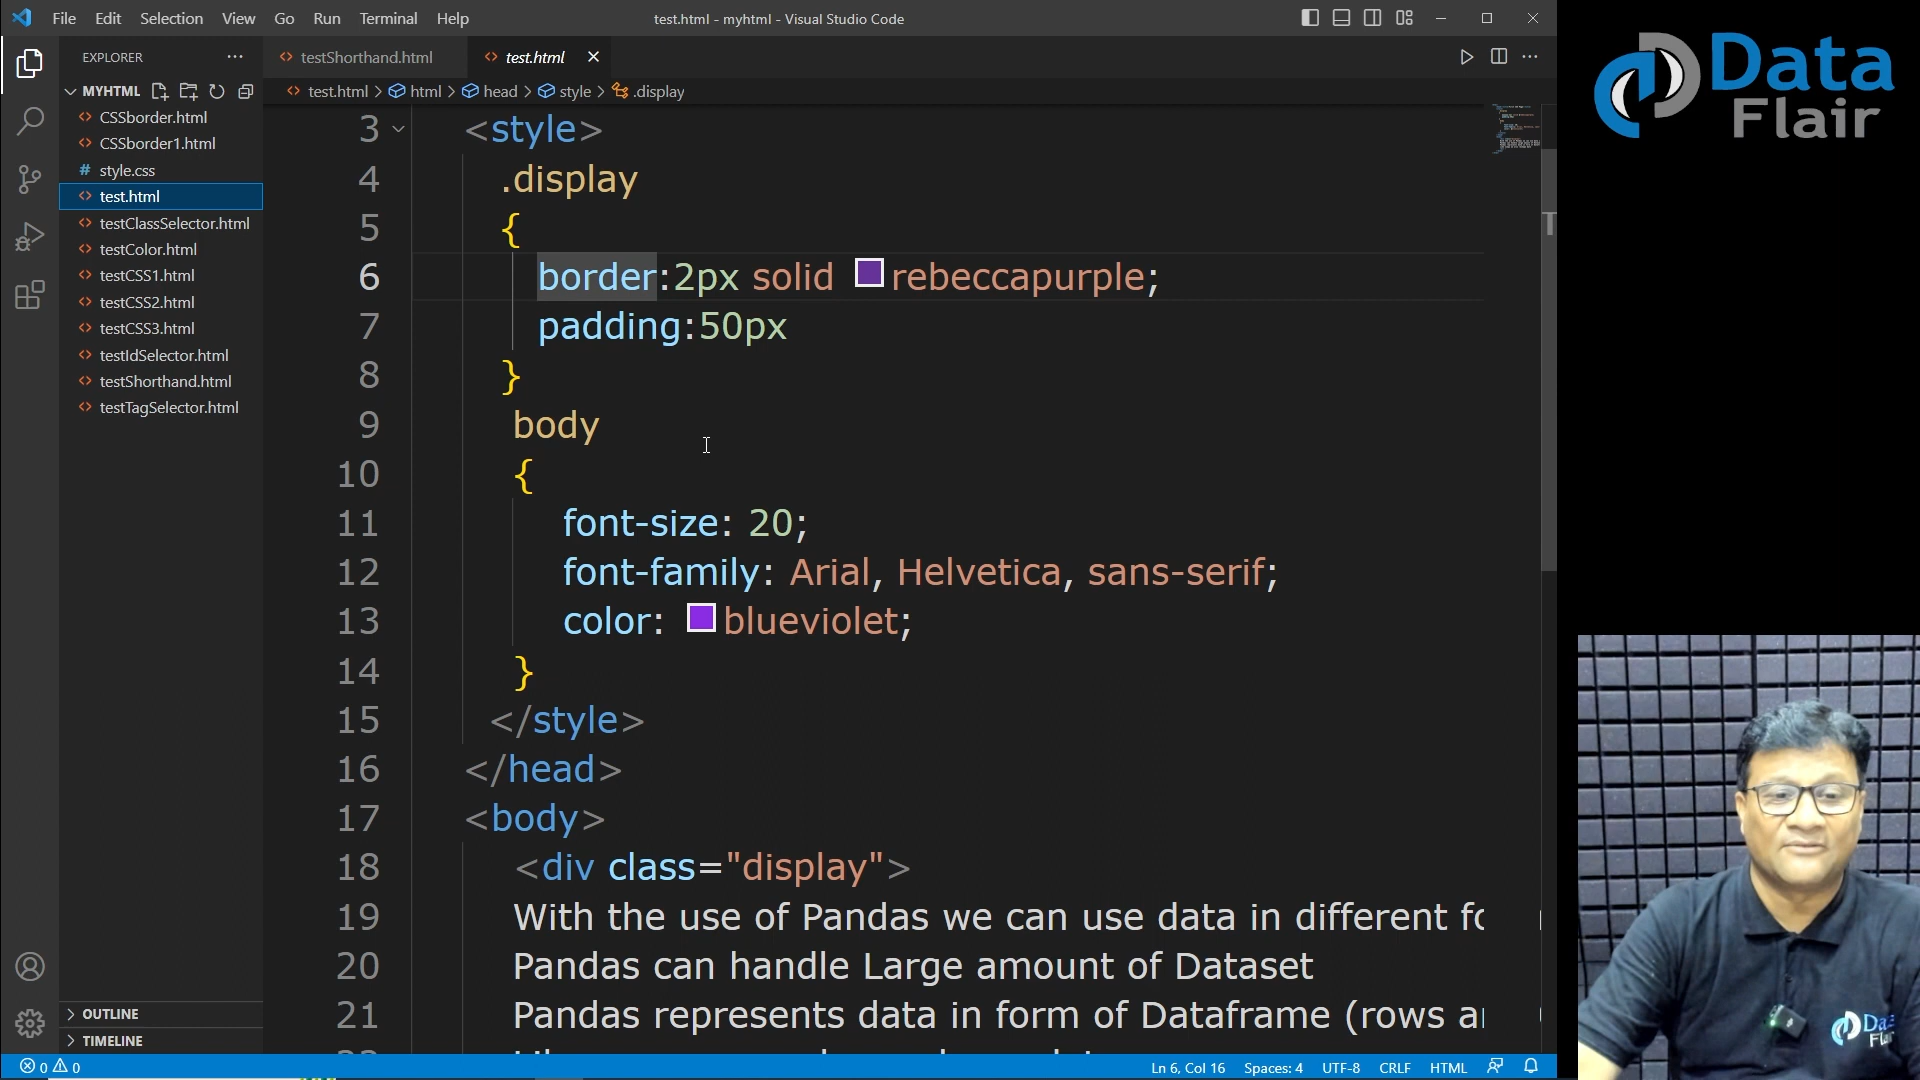 File Edit Selection View Go Run Terminal Help
test.html - myhtml - Visual Studio Code
EXPLORER
MYHTML
CSSborder.html
CSSborder1.html
style.css
test.html
testClassSelector.html
testColor.html
testCSS1.html
testCSS2.html
testCSS3.html
testIdSelector.html
testShorthand.html
testTagSelector.html
OUTLINE
TIMELINE
testShorthand.html test.html
test.html > html > head > style > .display
3 <style>
4 .display
5 {
6 border:2px solid rebeccapurple;
7 padding:50px
8 }
9 body
10 {
11 font-size: 20;
12 font-family: Arial, Helvetica, sans-serif;
13 color: blueviolet;
14 }
15 </style>
16 </head>
17 <body>
18 <div class="display">
19 With the use of Pandas we can use data in different
20 Pandas can handle Large amount of Dataset
21 Pandas represents data in form of Dataframe (rows
0 0
Ln 6, Col 16 Spaces: 4 UTF-8 CRLF HTML
Data
Flair